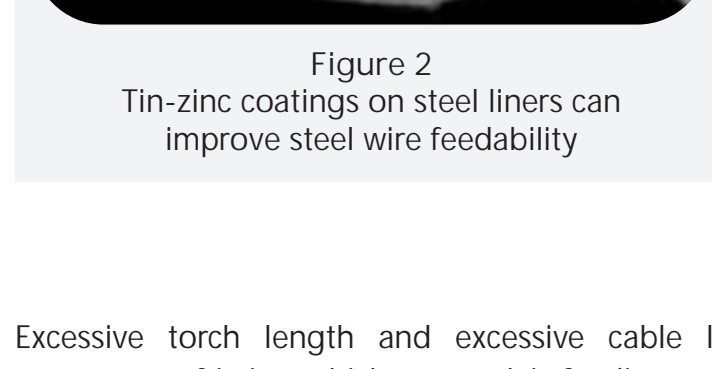 Figure 2
Tin-zinc coatings on steel liners can
improve steel wire feedability
Excessive torch length and excessive cable